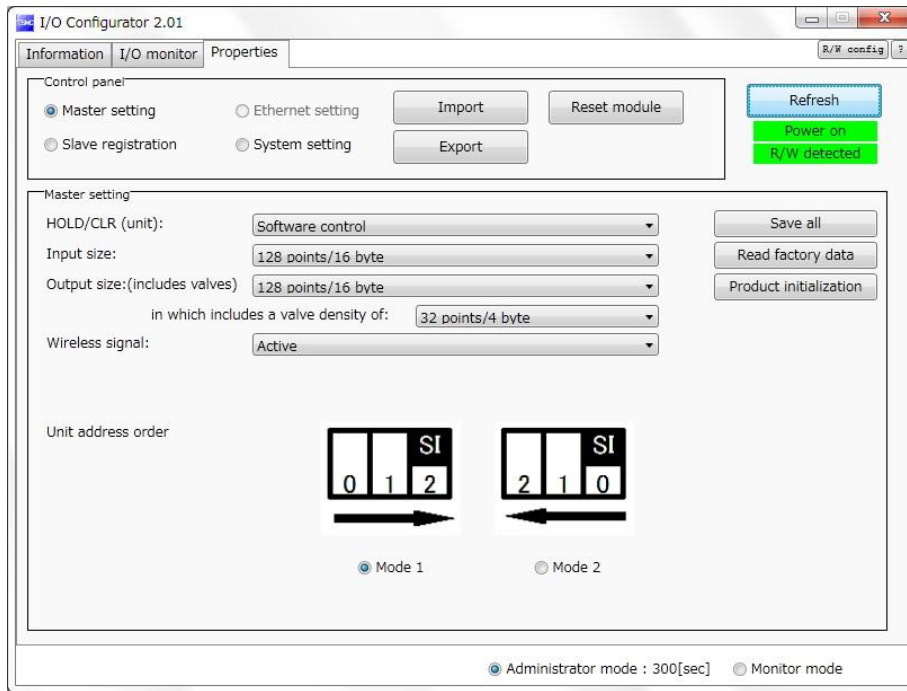 SMC I/O Configurator 2.01
Information I/O monitor Properties R/W config ?
Control panel
Master setting Ethernet setting Import Reset module Refresh
Slave registration System setting Export Power on
R/W detected
Master setting
HOLD/CLR (unit): Software control Save all
Input size: 128 points/16 byte Read factory data
Output size:(includes valves) 128 points/16 byte Product initialization
in which includes a valve density of: 32 points/4 byte
Wireless signal: Active
Unit address order
SI SI
0 1 2 2 1 0
Mode 1 Mode 2
Administrator mode : 300[sec] Monitor mode